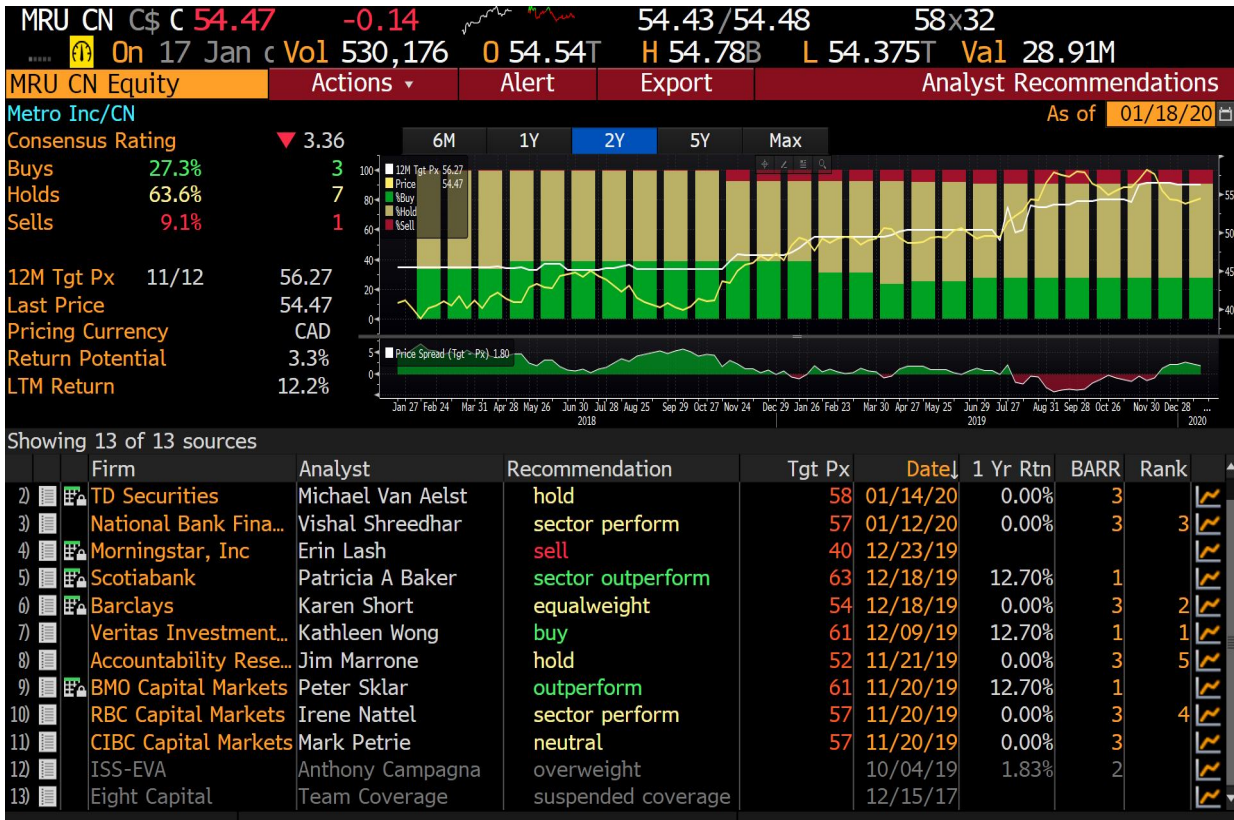 MRU CN C$ C 54.47 -0.14 54.43/54.48 58x32
On 17 Jan c Vol 530,176 O 54.54T H 54.78B L 54.375T Val 28.91M
MRU CN Equity Actions Alert Export Analyst Recommendations
Metro Inc/CN As of 01/18/20
Consensus Rating 3.36 6M 1Y 2Y 5Y Max
Buys 27.3% 3
Holds 63.6% 7
Sells 9.1% 1
12M Tgt Px 11/12 56.27
Last Price 54.47
Pricing Currency CAD
Return Potential 3.3%
LTM Return 12.2%
12M Tgt Px 56.27
Price 54.47
%Buy
%Hold
%Sell
100
80
60
40
20
0
55
50
45
40
Price Spread (Tgt - Px) 1.80
5
0
Jan 27 Feb 24 Mar 31 Apr 28 May 26 Jun 30 Jul 28 Aug 25 Sep 29 Oct 27 Nov 24 Dec 29 Jan 26 Feb 23 Mar 30 Apr 27 May 25 Jun 29 Jul 27 Aug 31 Sep 28 Oct 26 Nov 30 Dec 28 ...
2018 2019 2020
Showing 13 of 13 sources
Firm Analyst Recommendation Tgt Px Date↓ 1 Yr Rtn BARR Rank
2) TD Securities Michael Van Aelst hold 58 01/14/20 0.00% 3
3) National Bank Fina... Vishal Shreedhar sector perform 57 01/12/20 0.00% 3 3
4) Morningstar, Inc Erin Lash sell 40 12/23/19
5) Scotiabank Patricia A Baker sector outperform 63 12/18/19 12.70% 1
6) Barclays Karen Short equalweight 54 12/18/19 0.00% 3 2
7) Veritas Investment... Kathleen Wong buy 61 12/09/19 12.70% 1 1
8) Accountability Rese... Jim Marrone hold 52 11/21/19 0.00% 3 5
9) BMO Capital Markets Peter Sklar outperform 61 11/20/19 12.70% 1
10) RBC Capital Markets Irene Nattel sector perform 57 11/20/19 0.00% 3 4
11) CIBC Capital Markets Mark Petrie neutral 57 11/20/19 0.00% 3
12) ISS-EVA Anthony Campagna overweight 10/04/19 1.83% 2
13) Eight Capital Team Coverage suspended coverage 12/15/17